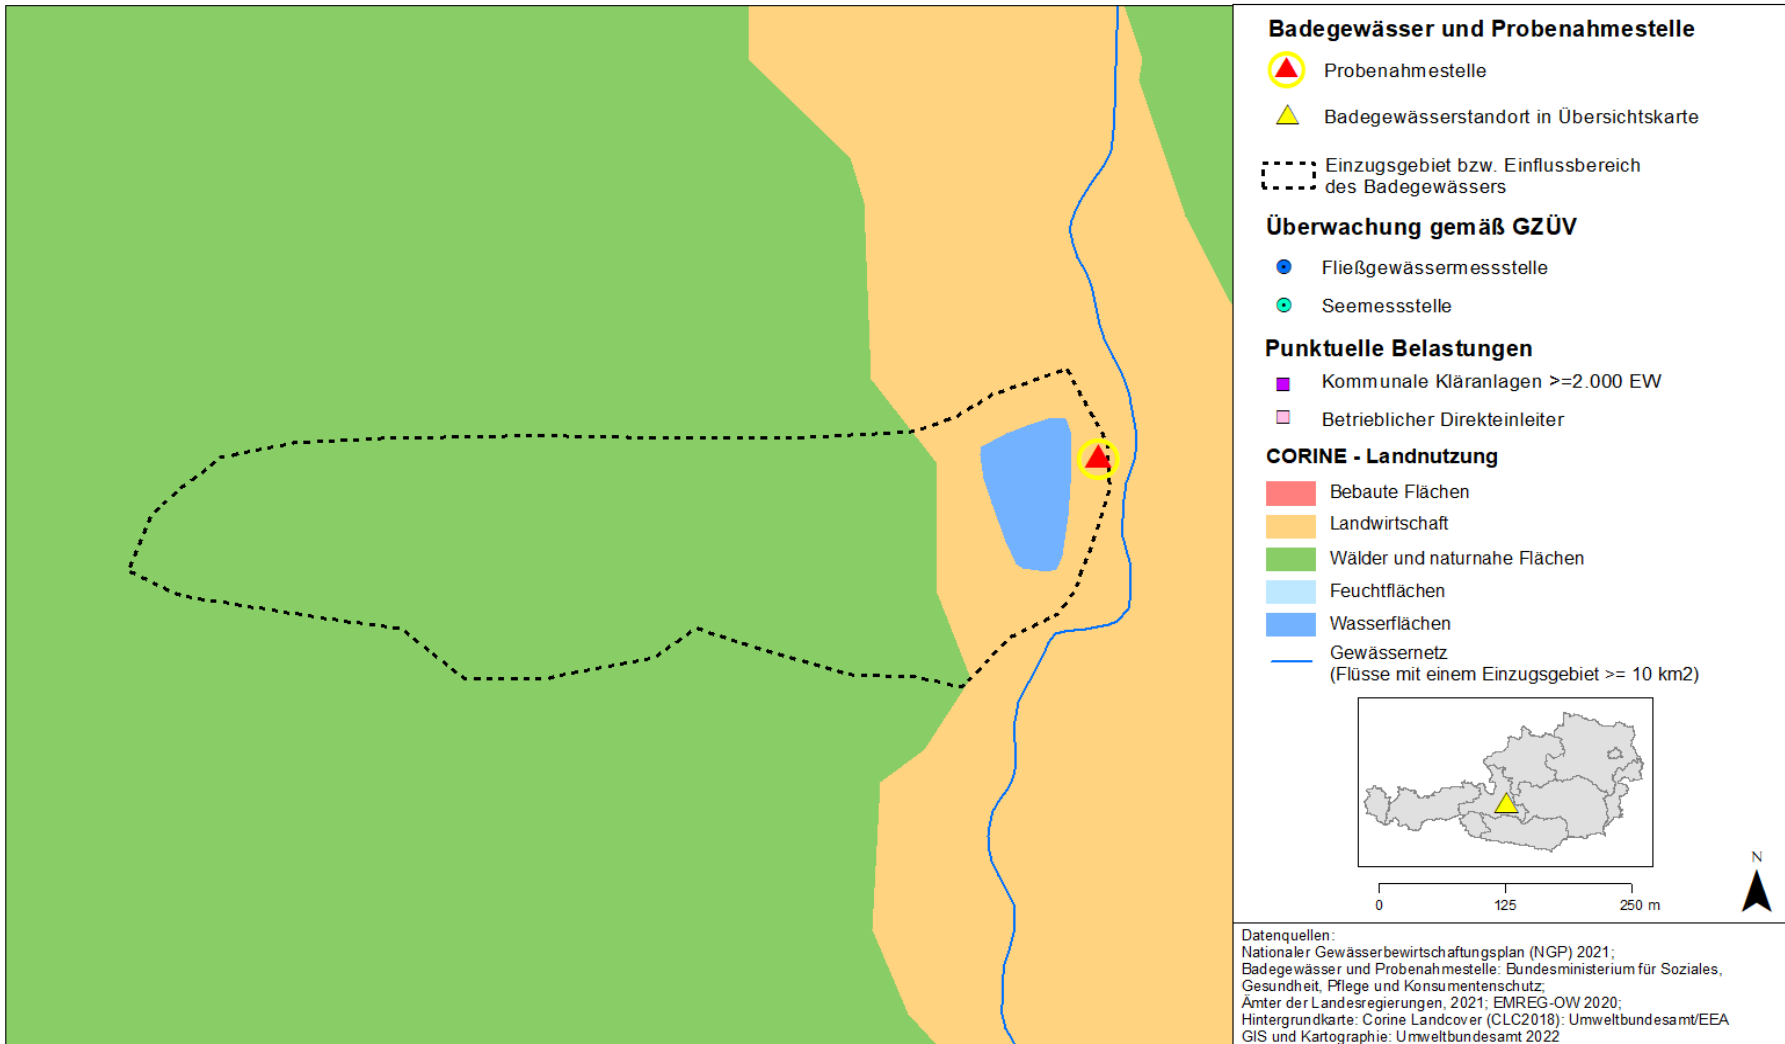 Badegewässer und Probenahmestelle
Probenahmestelle
Badegewässerstandort in Übersichtskarte
Einzugsgebiet bzw. Einflussbereich
des Badegewässers
Überwachung gemäß GZÜV
Fließgewässermessstelle
Seemessstelle
Punktuelle Belastungen
Kommunale Kläranlagen >=2.000 EW
Betrieblicher Direkteinleiter
CORINE - Landnutzung
Bebaute Flächen
Landwirtschaft
Wälder und naturnahe Flächen
Feuchtflächen
Wasserflächen
Gewässernetz
(Flüsse mit einem Einzugsgebiet >= 10 km2)
N
0 125 250 m
Datenquellen:
Nationaler Gewässerbewirtschaftungsplan (NGP) 2021;
Badegewässer und Probenahmestelle: Bundesministerium für Soziales,
Gesundheit, Pflege und Konsumentenschutz;
Ämter der Landesregierungen, 2021; EMREG-OW 2020;
Hintergrundkarte: Corine Landcover (CLC2018): Umweltbundesamt/EEA
GIS und Kartographie: Umweltbundesamt 2022